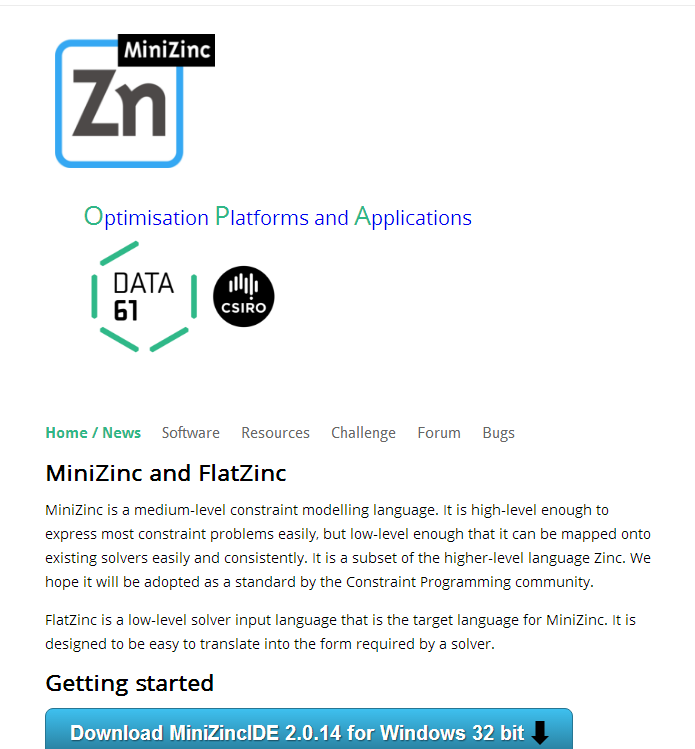 MiniZinc
Zn
Optimisation Platforms and Applications
DATA
61
CSIRO
Home / News Software Resources Challenge Forum Bugs
MiniZinc and FlatZinc
MiniZinc is a medium-level constraint modelling language. It is high-level enough to
express most constraint problems easily, but low-level enough that it can be mapped onto
existing solvers easily and consistently. It is a subset of the higher-level language Zinc. We
hope it will be adopted as a standard by the Constraint Programming community.
FlatZinc is a low-level solver input language that is the target language for MiniZinc. It is
designed to be easy to translate into the form required by a solver.
Getting started
Download MiniZincIDE 2.0.14 for Windows 32 bit